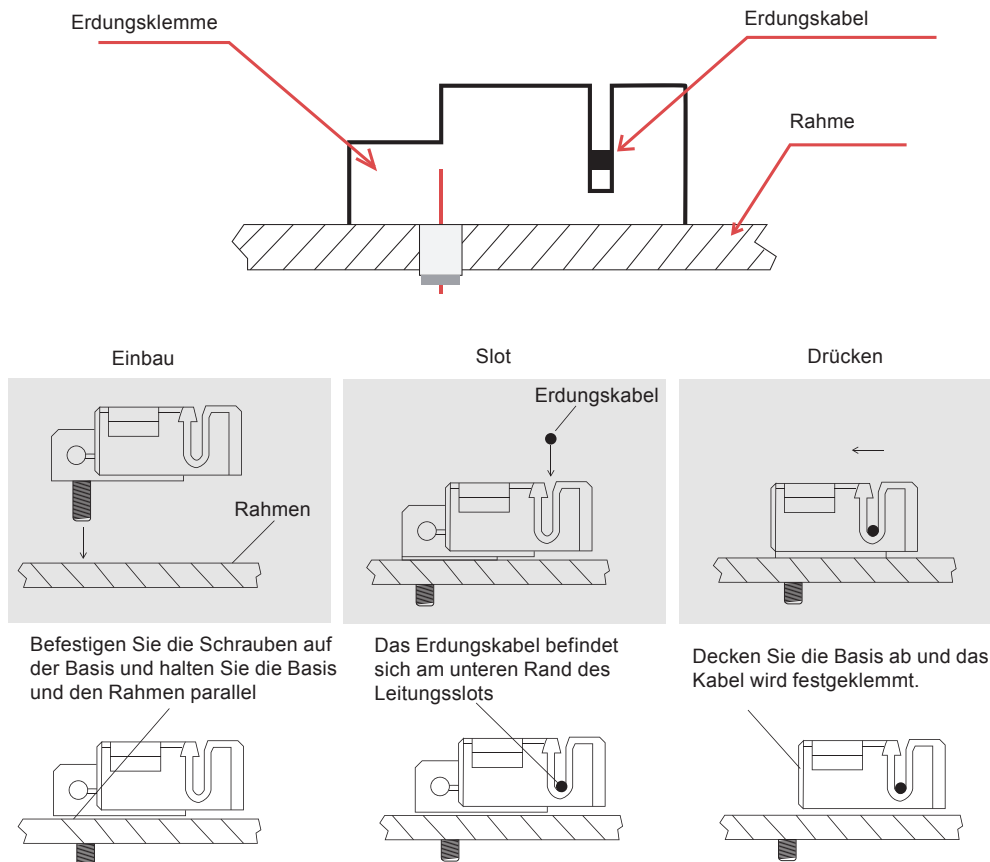 Erdungsklemme
Erdungskabel
Rahme
Einbau
Slot
Drücken
Erdungskabel
Rahmen
Befestigen Sie die Schrauben auf
der Basis und halten Sie die Basis
und den Rahmen parallel
Das Erdungskabel befindet
sich am unteren Rand des
Leitungsslots
Decken Sie die Basis ab und das
Kabel wird festgeklemmt.